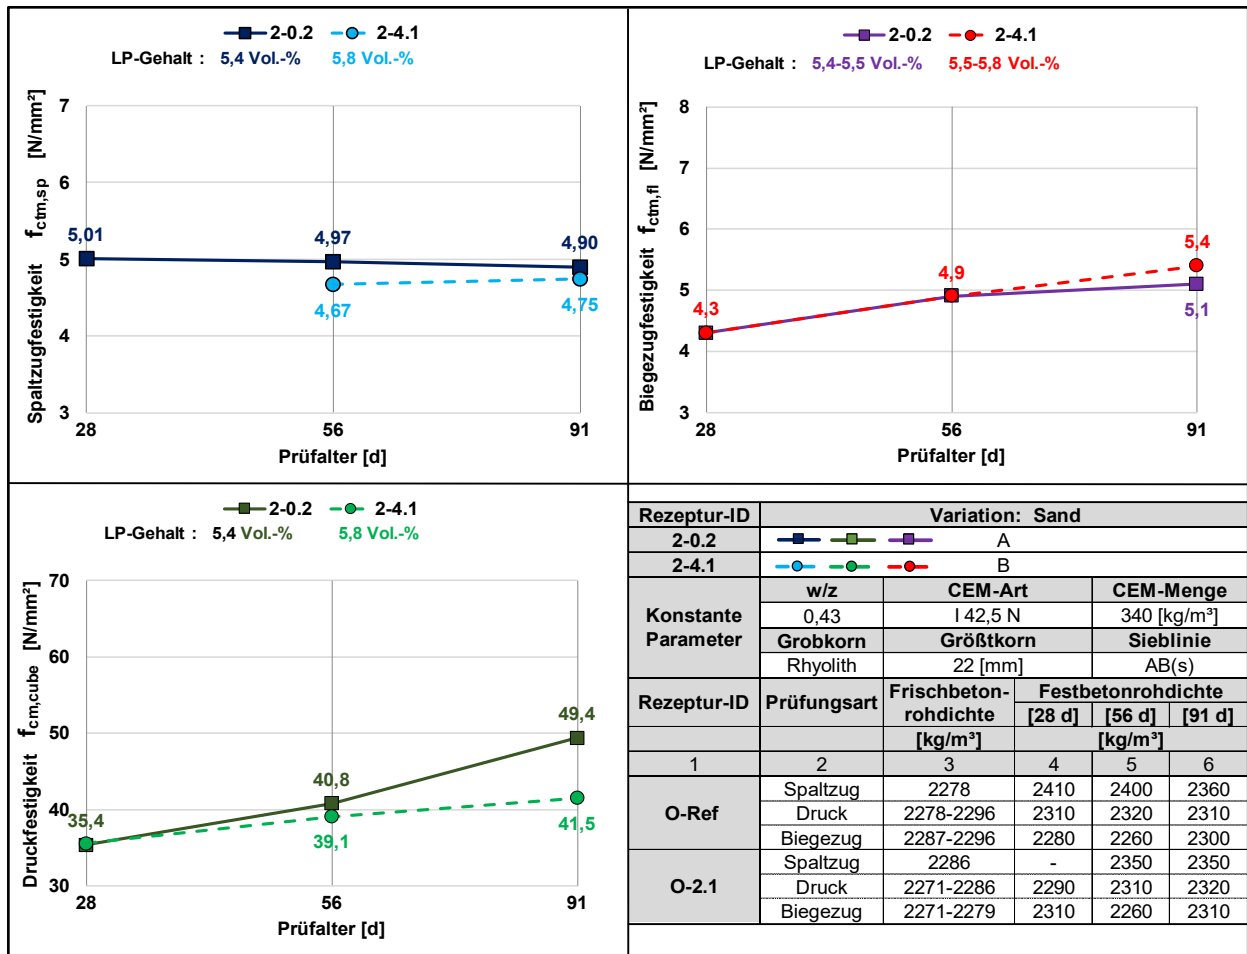 2-0.2 2-4.1
LP-Gehalt : 5,4 Vol.-% 5,8 Vol.-%
Spaltzugfestigkeit fctm,sp [N/mm²]
7
6
5
4
3
5,01 4,97 4,90
4,67 4,75
28 56 91
Prüfalter [d]
2-0.2 2-4.1
LP-Gehalt : 5,4-5,5 Vol.-% 5,5-5,8 Vol.-%
Biegezugfestigkeit fctm,fl [N/mm²]
8
7
6
5
4
3
4,3 4,9 5,4
5,1
28 56 91
Prüfalter [d]
2-0.2 2-4.1
LP-Gehalt : 5,4 Vol.-% 5,8 Vol.-%
Druckfestigkeit fcm,cube [N/mm²]
70
60
50
40
30
35,4 40,8 49,4
39,1 41,5
28 56 91
Prüfalter [d]
Rezeptur-ID Variation: Sand
2-0.2 A
2-4.1 B
Konstante Parameter w/z CEM-Art CEM-Menge
0,43 I 42,5 N 340 [kg/m³]
Grobkorn Größtkorn Sieblinie
Rhyolith 22 [mm] AB(s)
Rezeptur-ID Prüfungsart Frischbeton-rohdichte Festbetonrohdichte
[28 d] [56 d] [91 d]
[kg/m³] [kg/m³]
1 2 3 4 5 6
O-Ref Spaltzug 2278 2410 2400 2360
Druck 2278-2296 2310 2320 2310
Biegezug 2287-2296 2280 2260 2300
O-2.1 Spaltzug 2286 - 2350 2350
Druck 2271-2286 2290 2310 2320
Biegezug 2271-2279 2310 2260 2310